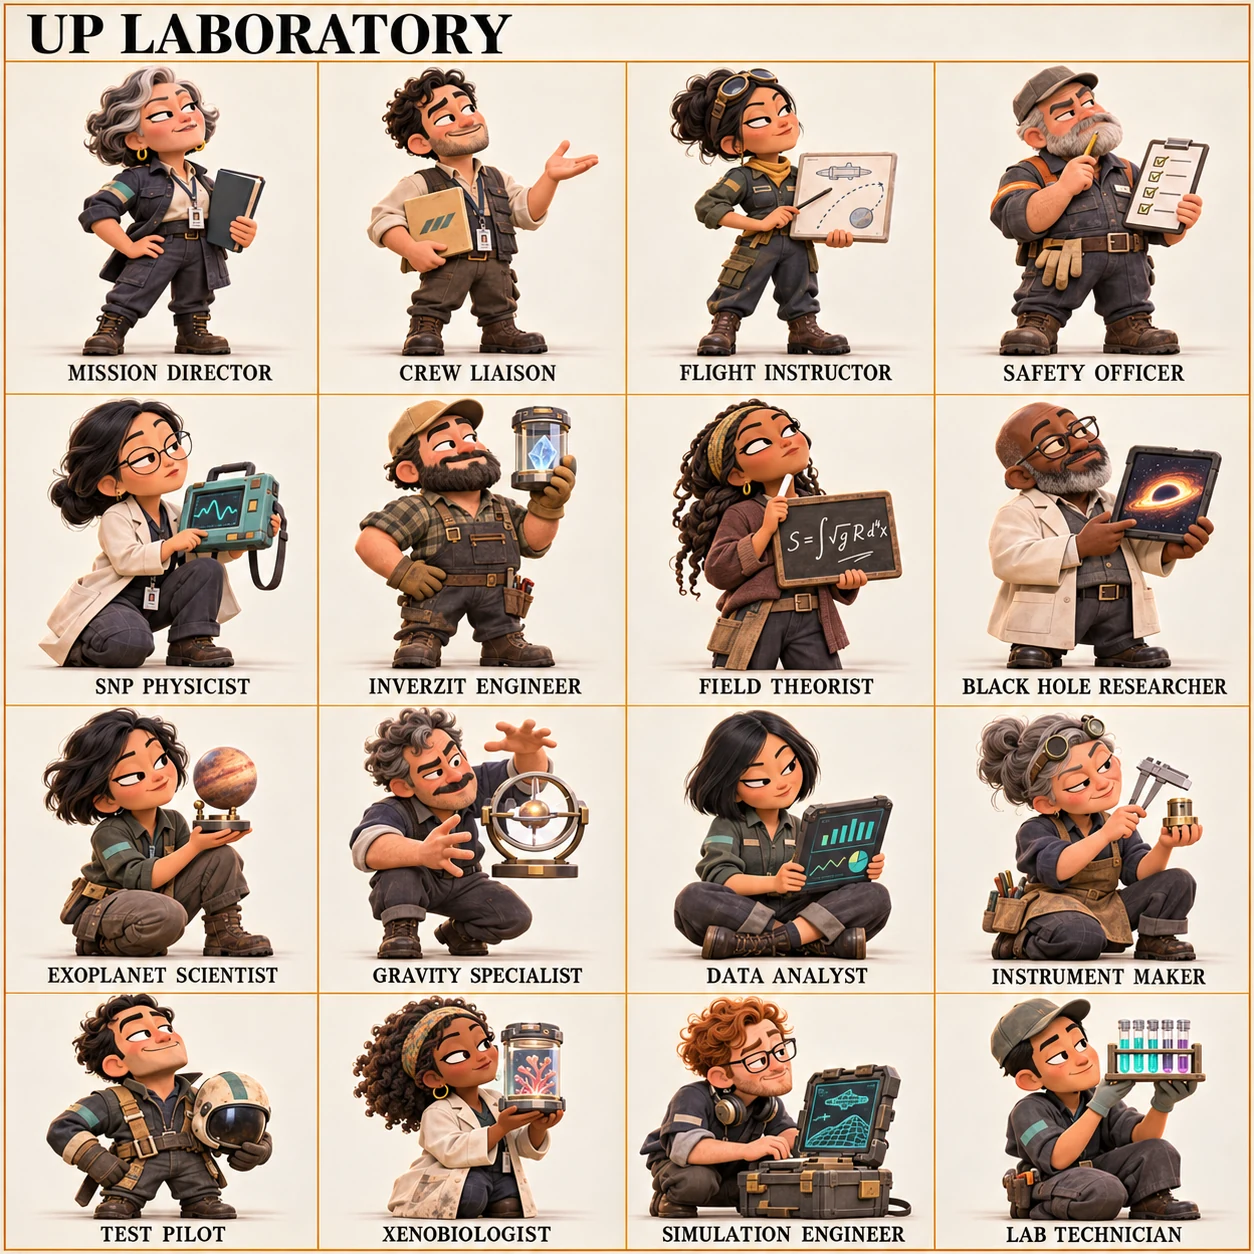 UP LABORATORY
MISSION DIRECTOR
CREW LIAISON
FLIGHT INSTRUCTOR
SAFETY OFFICER
SNP PHYSICIST
INVERZIT ENGINEER
S = ∫√g R d⁴x
FIELD THEORIST
BLACK HOLE RESEARCHER
EXOPLANET SCIENTIST
GRAVITY SPECIALIST
DATA ANALYST
INSTRUMENT MAKER
TEST PILOT
XENOBIOLOGIST
SIMULATION ENGINEER
LAB TECHNICIAN